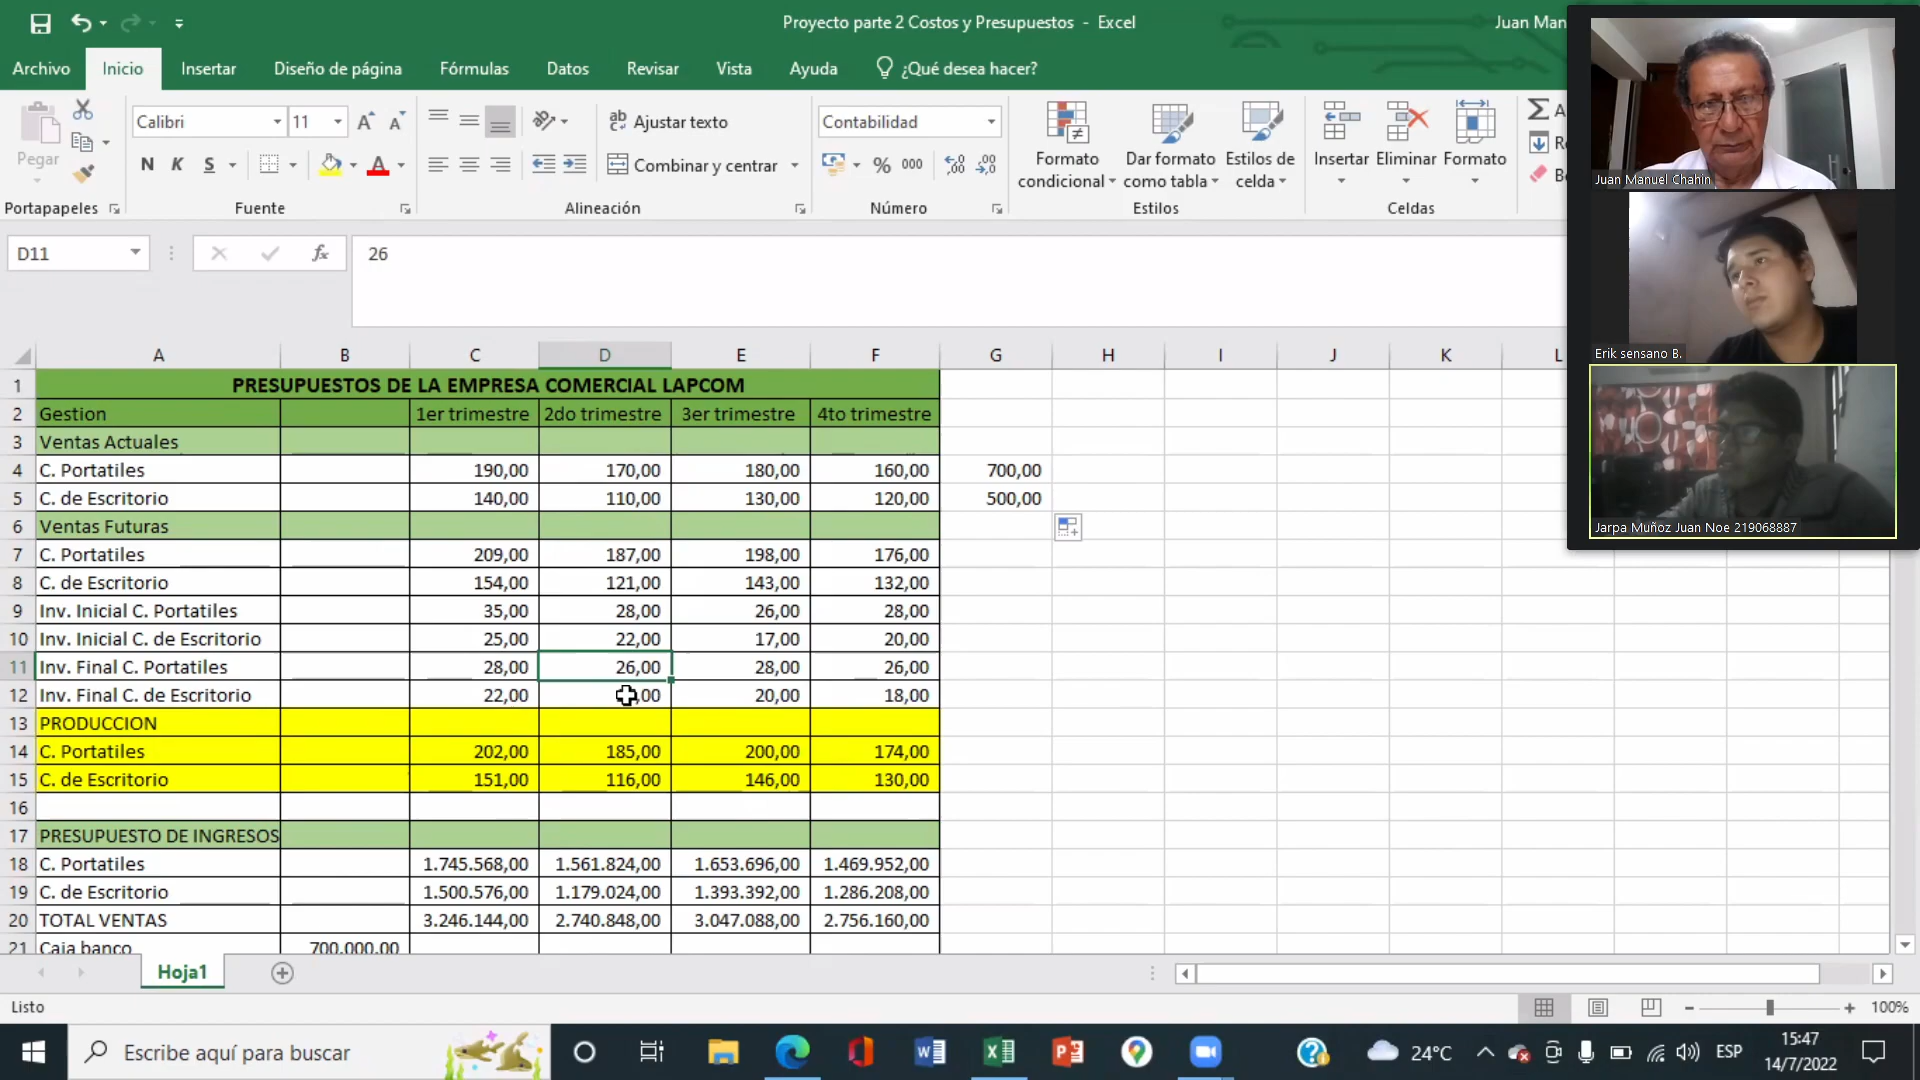 Proyecto parte 2 Costos y Presupuestos - Excel
Juan Man
Archivo Inicio Insertar Diseño de página Fórmulas Datos Revisar Vista Ayuda ¿Qué desea hacer?
Pegar
Portapapeles
Calibri 11
N K S
Fuente
Ajustar texto
Combinar y centrar
Alineación
Contabilidad
% 000
Número
Formato condicional
Dar formato como tabla
Estilos de celda
Estilos
Insertar Eliminar Formato
Celdas
Juan Manuel Chahin
Erik sensano B.
Jarpa Muñoz Juan Noe 219068887
D11 fx 26
A B C D E F G H I J K L
1 PRESUPUESTOS DE LA EMPRESA COMERCIAL LAPCOM
2 Gestion 1er trimestre 2do trimestre 3er trimestre 4to trimestre
3 Ventas Actuales
4 C. Portatiles 190,00 170,00 180,00 160,00 700,00
5 C. de Escritorio 140,00 110,00 130,00 120,00 500,00
6 Ventas Futuras
7 C. Portatiles 209,00 187,00 198,00 176,00
8 C. de Escritorio 154,00 121,00 143,00 132,00
9 Inv. Inicial C. Portatiles 35,00 28,00 26,00 28,00
10 Inv. Inicial C. de Escritorio 25,00 22,00 17,00 20,00
11 Inv. Final C. Portatiles 28,00 26,00 28,00 26,00
12 Inv. Final C. de Escritorio 22,00 ,00 20,00 18,00
13 PRODUCCION
14 C. Portatiles 202,00 185,00 200,00 174,00
15 C. de Escritorio 151,00 116,00 146,00 130,00
16
17 PRESUPUESTO DE INGRESOS
18 C. Portatiles 1.745.568,00 1.561.824,00 1.653.696,00 1.469.952,00
19 C. de Escritorio 1.500.576,00 1.179.024,00 1.393.392,00 1.286.208,00
20 TOTAL VENTAS 3.246.144,00 2.740.848,00 3.047.088,00 2.756.160,00
21 Caja banco 700.000,00
Hoja1
Listo
100%
Escribe aquí para buscar
24°C
ESP
15:47
14/7/2022